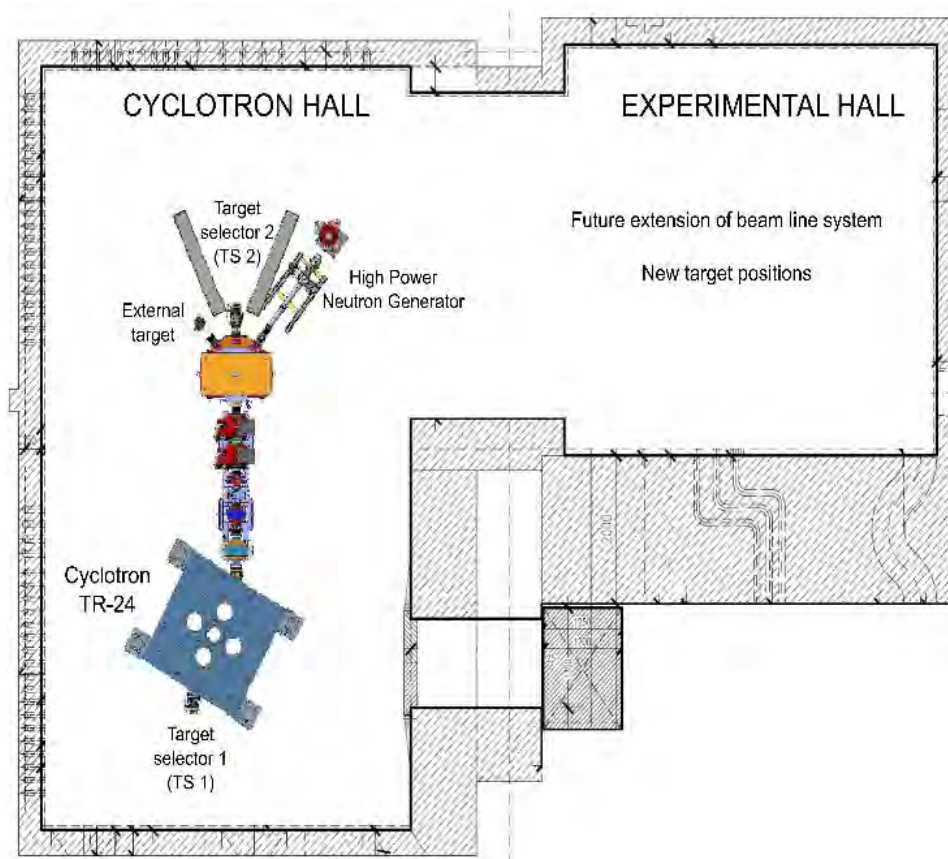 CYCLOTRON HALL
EXPERIMENTAL HALL
Target
selector 2
(TS 2)
Future extension of beam line system
New target positions
High Power
Neutron Generator
External
target
Cyclotron
TR-24
Target
selector 1
(TS 1)